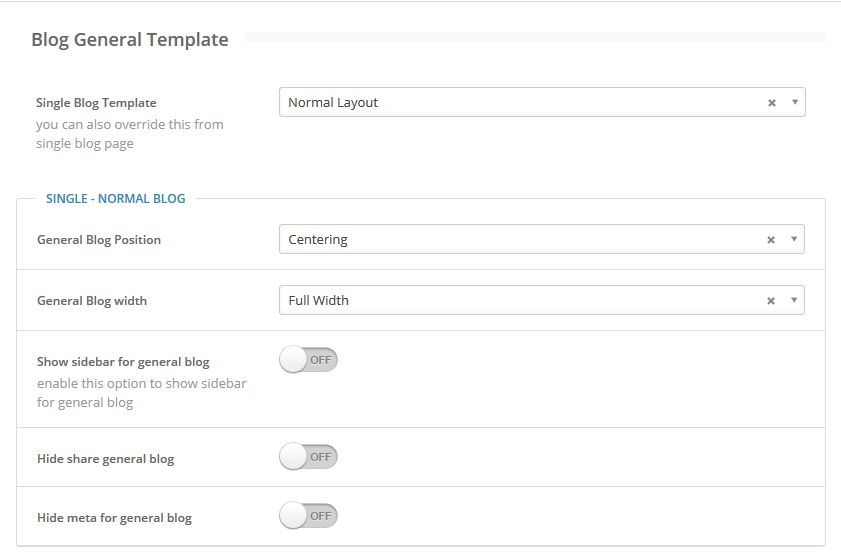 Blog General Template
Single Blog Template
Normal Layout
you can also override this from
single blog page
SINGLE - NORMAL BLOG
General Blog Position
Centering
General Blog width
Full Width
Show sidebar for general blog
OFF
enable this option to show sidebar
for general blog
Hide share general blog
OFF
Hide meta for general blog
OFF